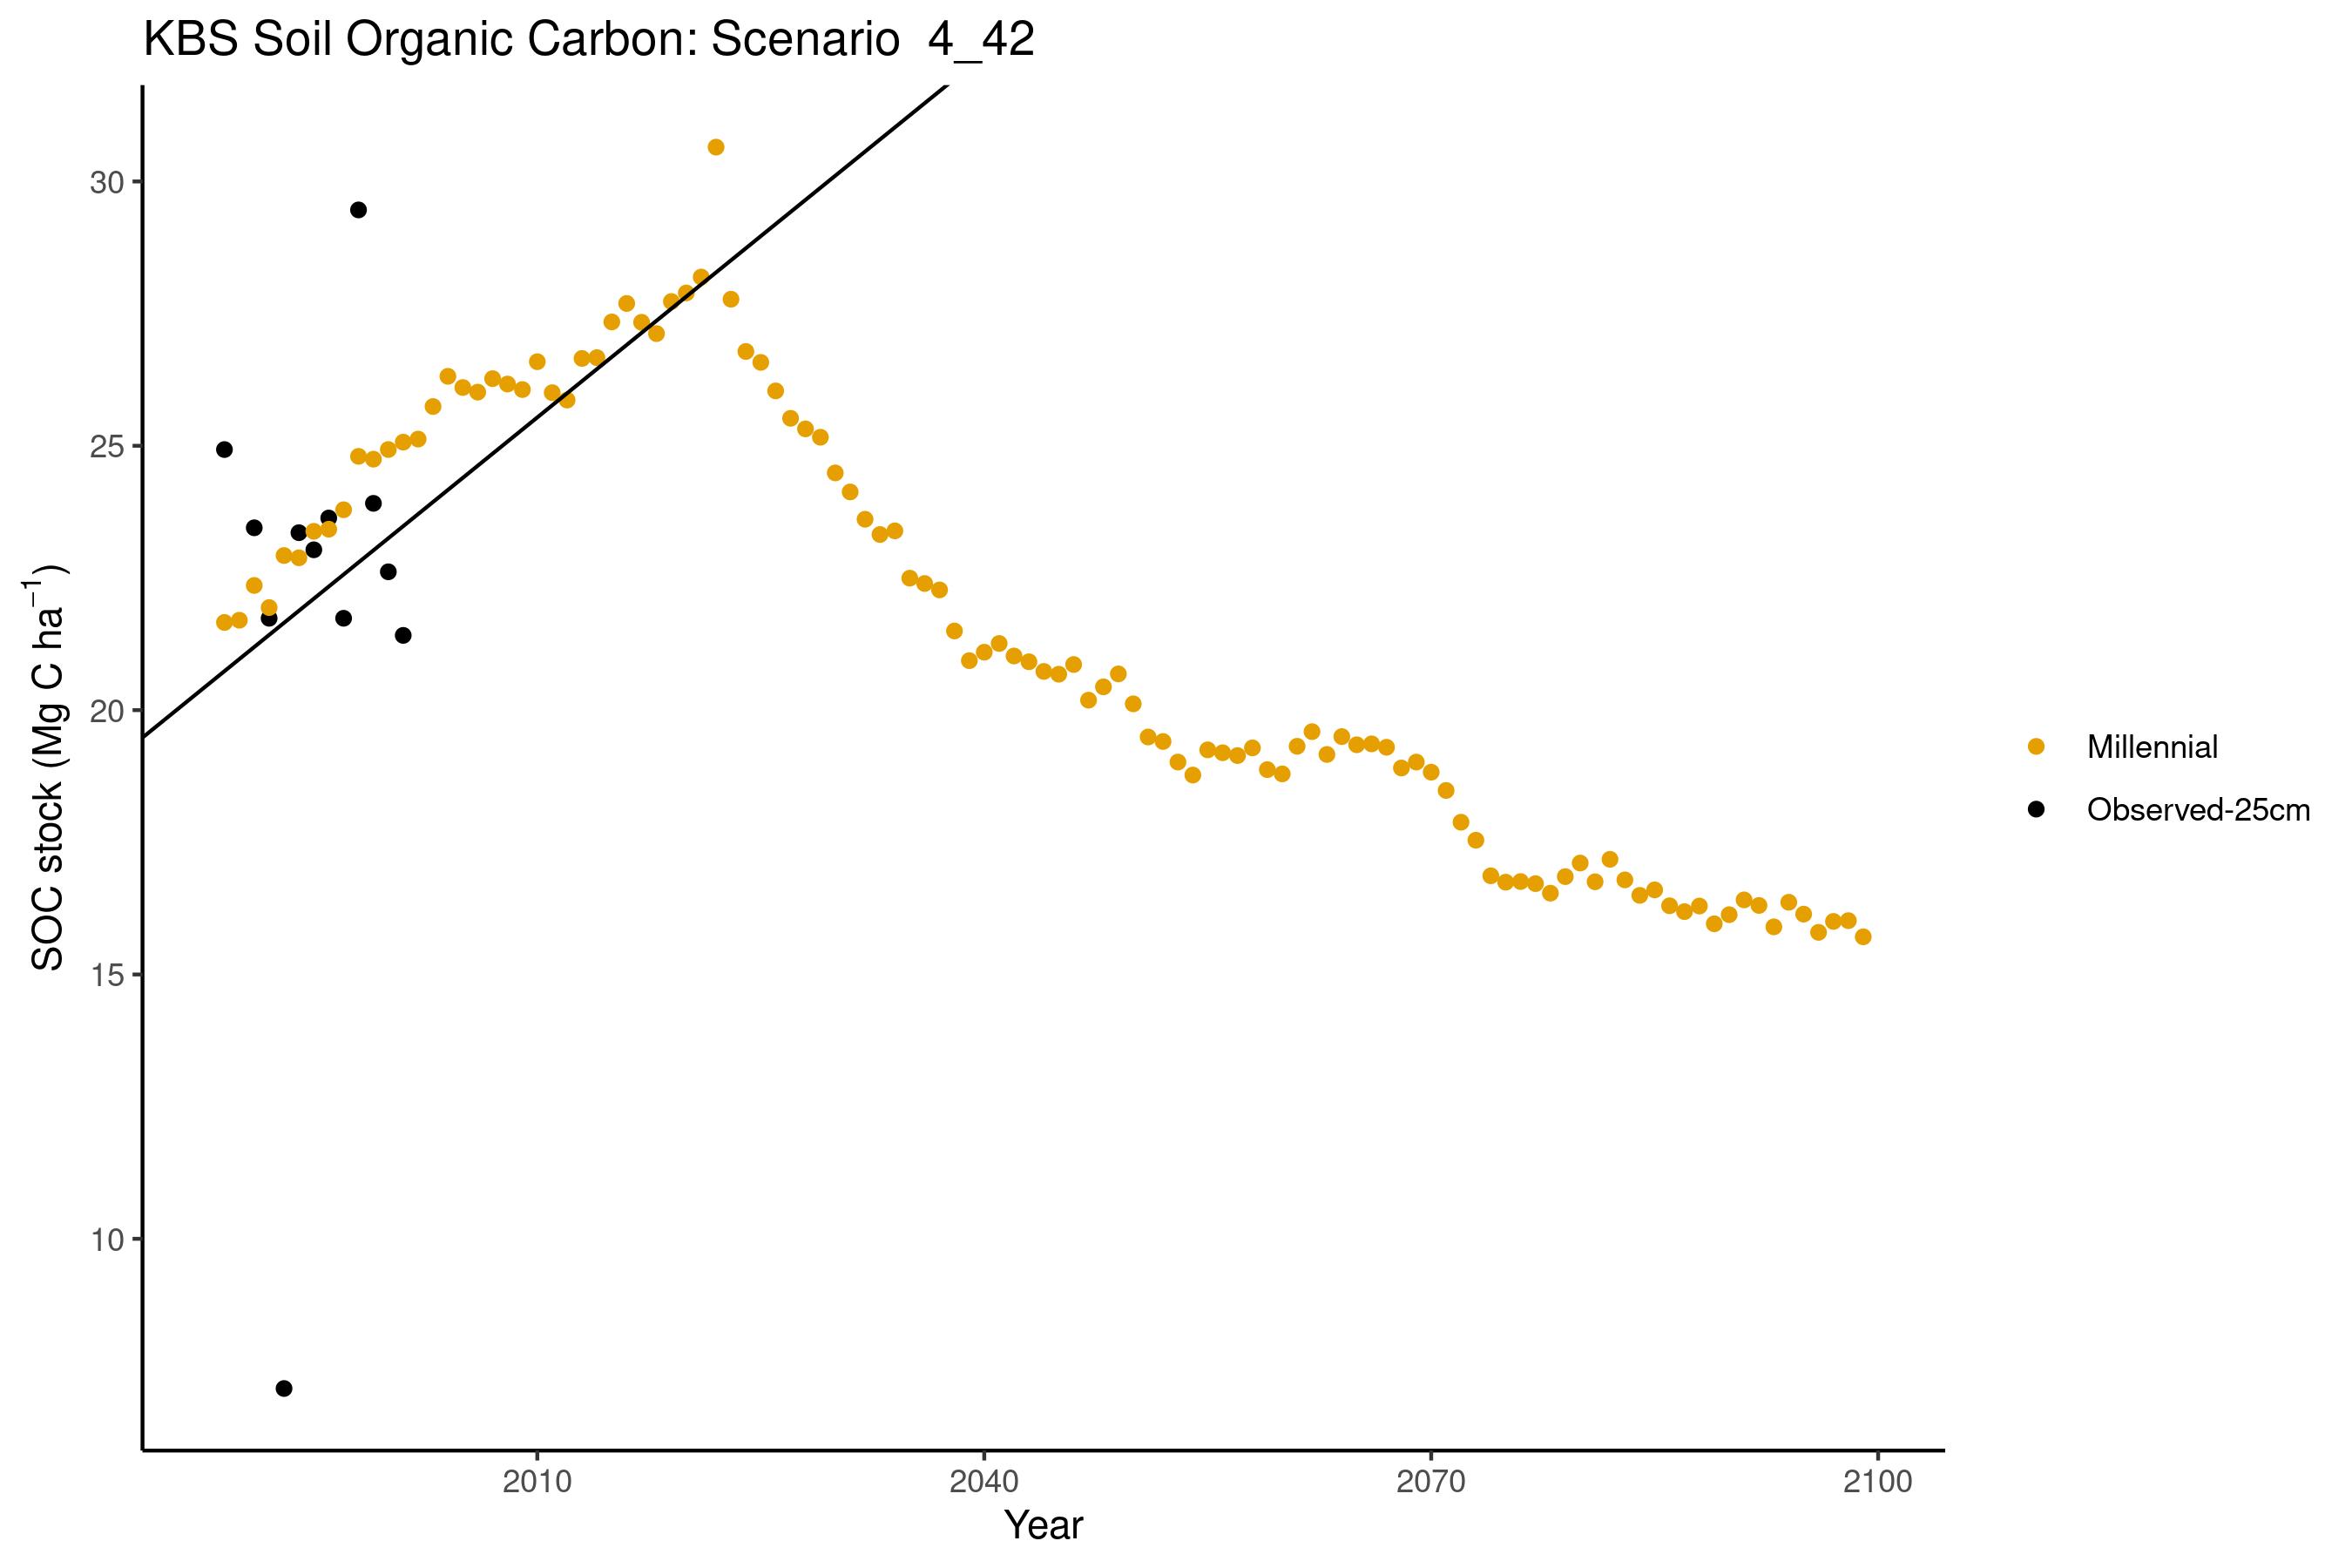 KBS Soil Organic Carbon: Scenario  4_42
SOC stock (Mg C ha−1)
30
25
20
15
10
2010
2040
2070
2100
Year
Millennial
Observed-25cm